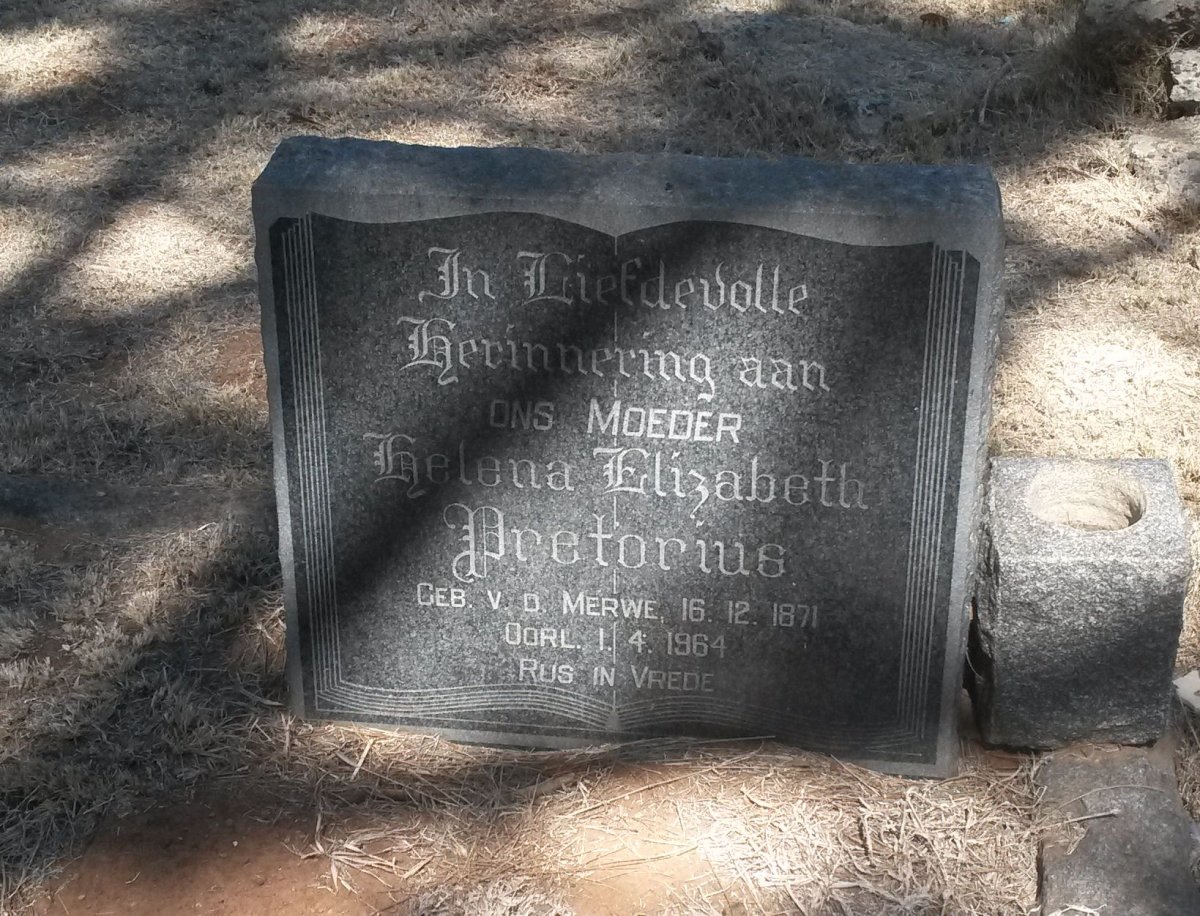 In Liefdevolle
Herinnering aan
ONS MOEDER
Helena Elizabeth
Pretorius
GEB. V. D. MERWE, 16. 12. 1871
OORL. 1. 4. 1964
RUS IN VREDE